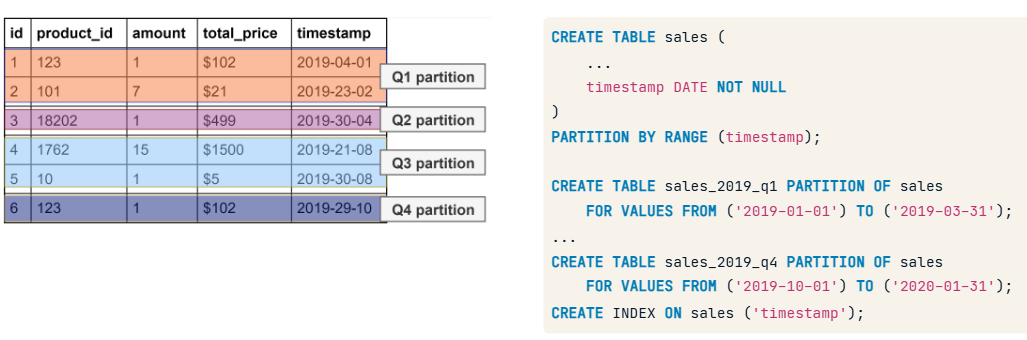 id product_id amount total_price timestamp
1 123 1 $102 2019-04-01
Q1 partition
2 101 7 $21 2019-23-02
3 18202 1 $499 2019-30-04 Q2 partition
4 1762 15 $1500 2019-21-08
Q3 partition
5 10 1 $5 2019-30-08
6 123 1 $102 2019-29-10 Q4 partition
CREATE TABLE sales (
...
timestamp DATE NOT NULL
)
PARTITION BY RANGE (timestamp);
CREATE TABLE sales_2019_q1 PARTITION OF sales
FOR VALUES FROM ('2019-01-01') TO ('2019-03-31');
...
CREATE TABLE sales_2019_q4 PARTITION OF sales
FOR VALUES FROM ('2019-10-01') TO ('2020-01-31');
CREATE INDEX ON sales ('timestamp');